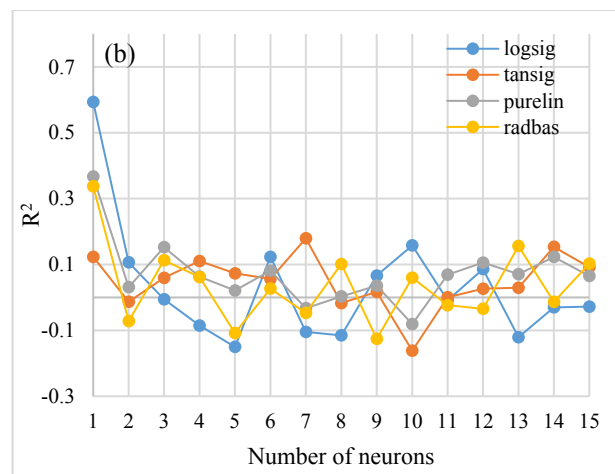 (b)
logsig
tansig
purelin
radbas
0.7
0.5
0.3
0.1
-0.1
-0.3
R²
1 2 3 4 5 6 7 8 9 10 11 12 13 14 15
Number of neurons